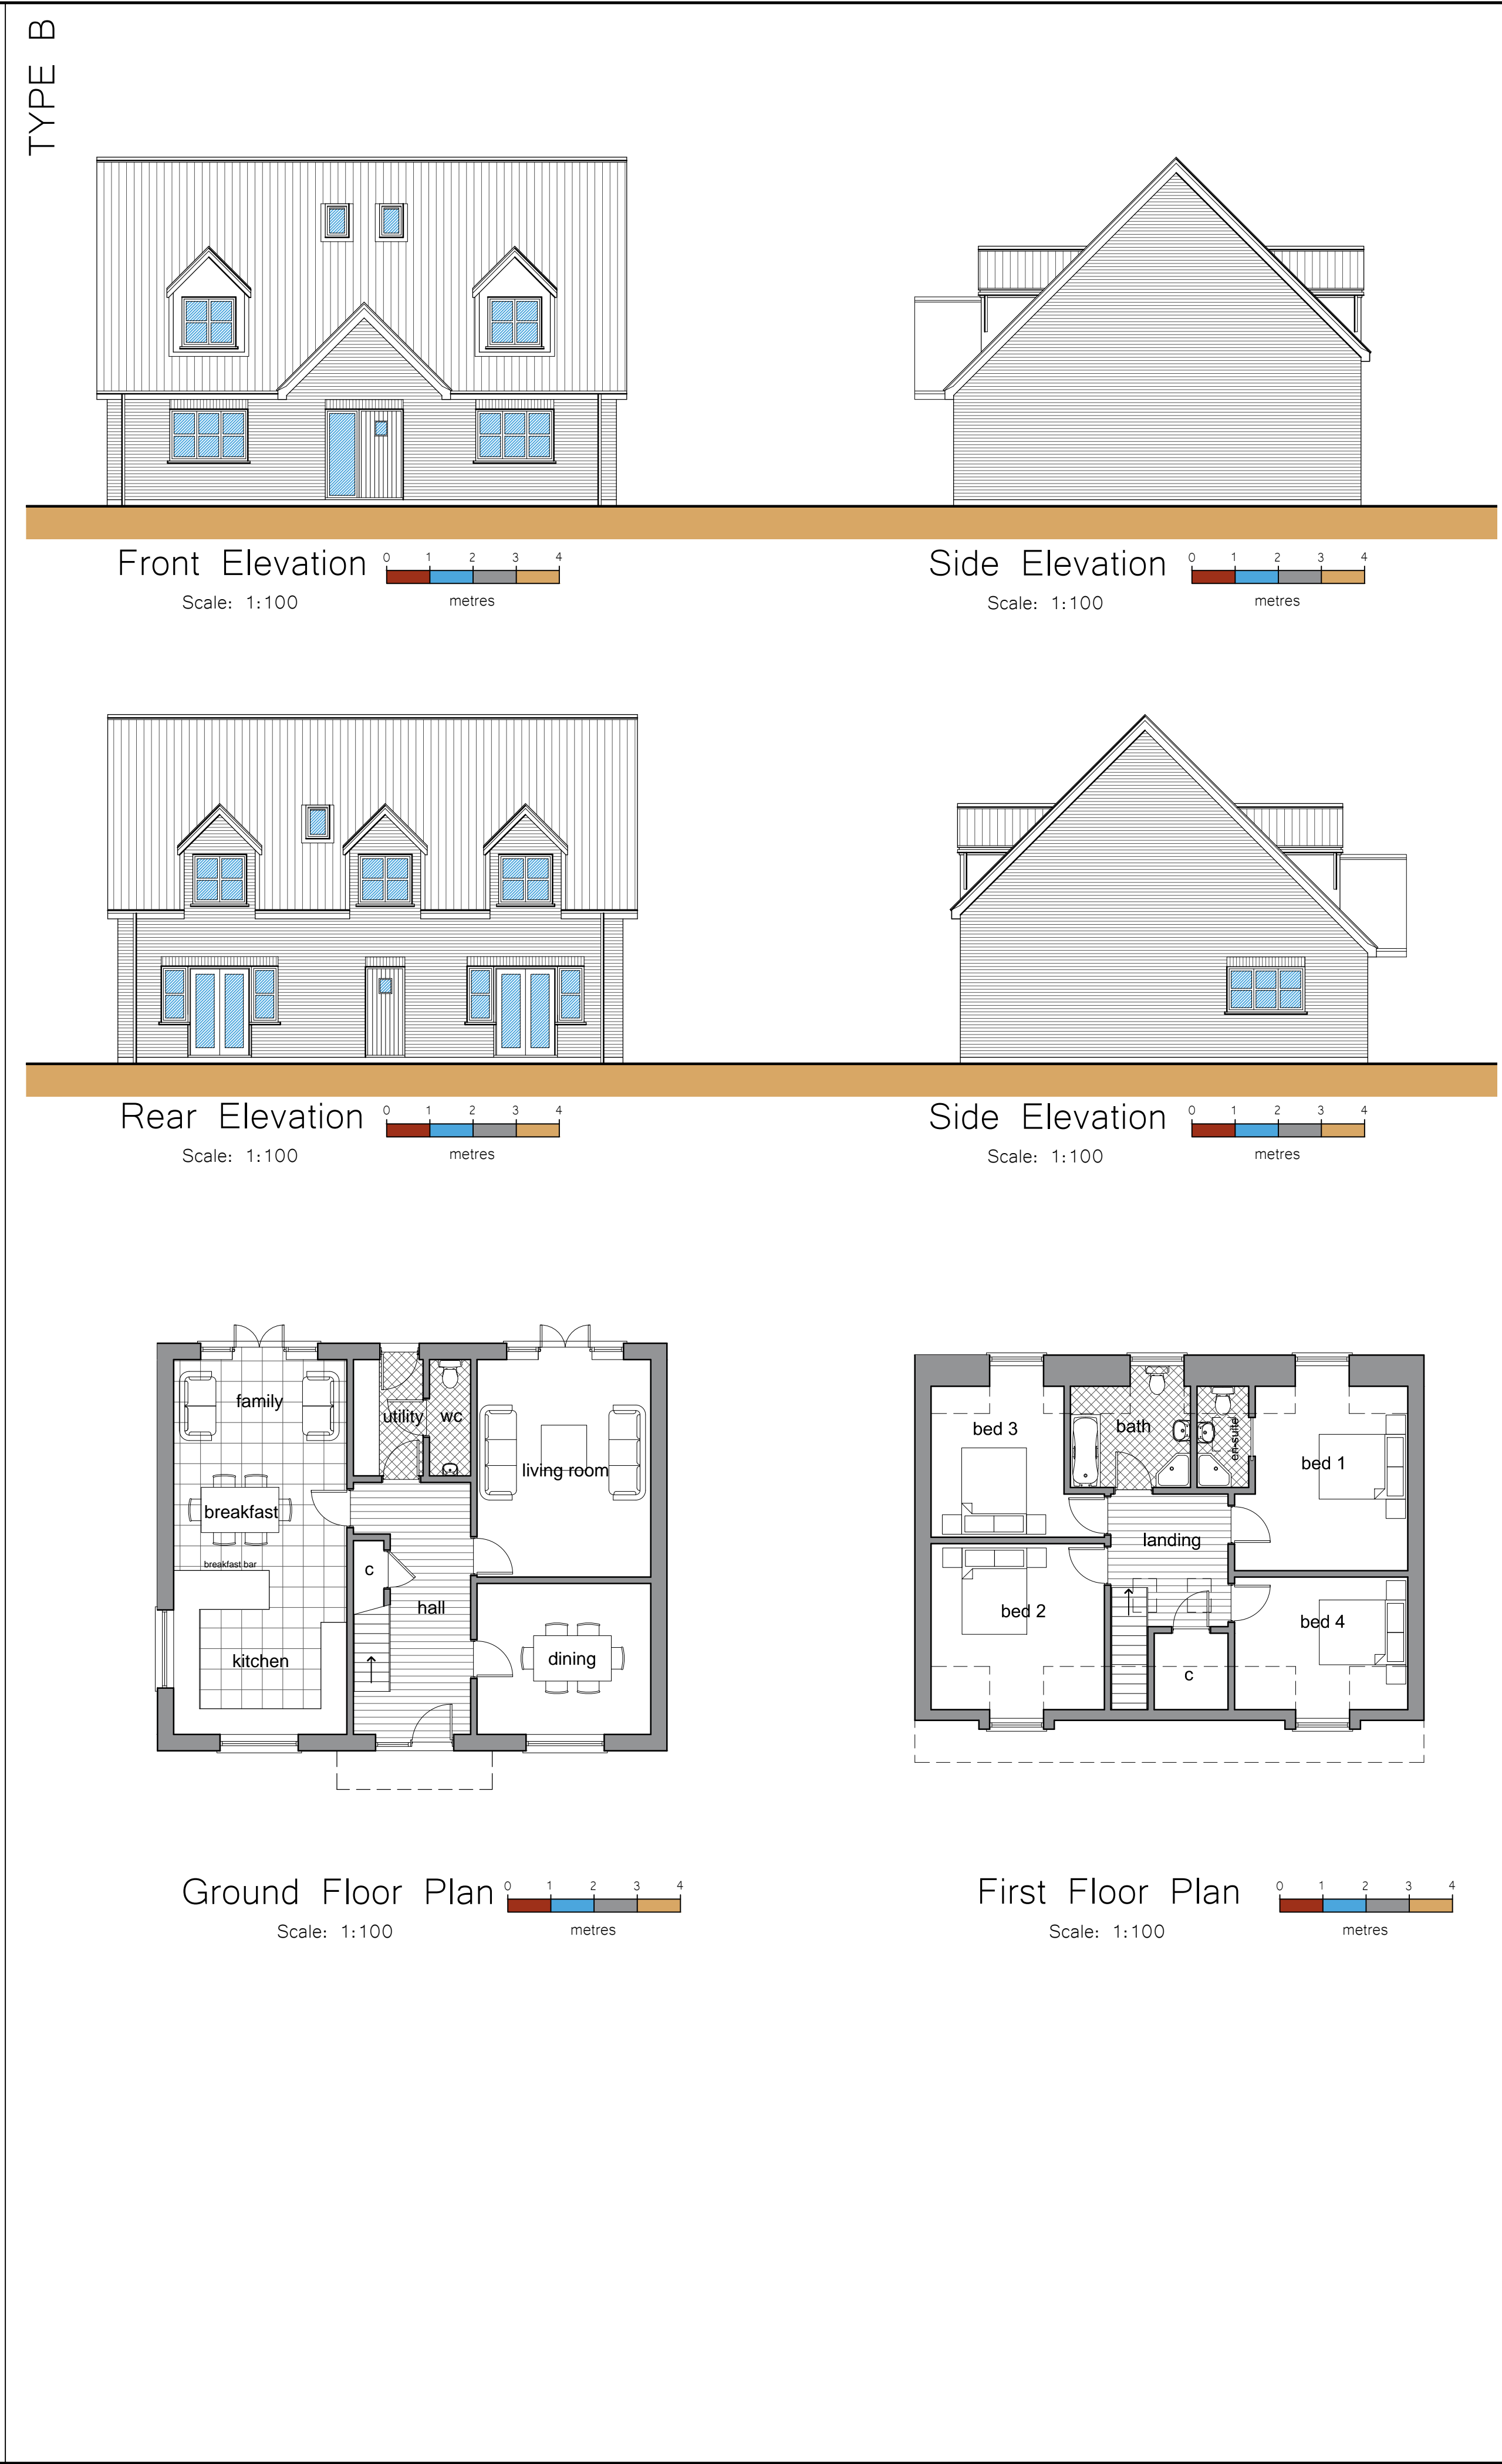 TYPE B
Front Elevation
0 1 2 3 4
Scale: 1:100
metres
Side Elevation
0 1 2 3 4
Scale: 1:100
metres
Rear Elevation
0 1 2 3 4
Scale: 1:100
metres
Side Elevation
0 1 2 3 4
Scale: 1:100
metres
family
utility
wc
living room
breakfast
breakfast bar
c
hall
kitchen
dining
bed 3
bath
en-suite
bed 1
landing
bed 2
bed 4
c
Ground Floor Plan
0 1 2 3 4
Scale: 1:100
metres
First Floor Plan
0 1 2 3 4
Scale: 1:100
metres